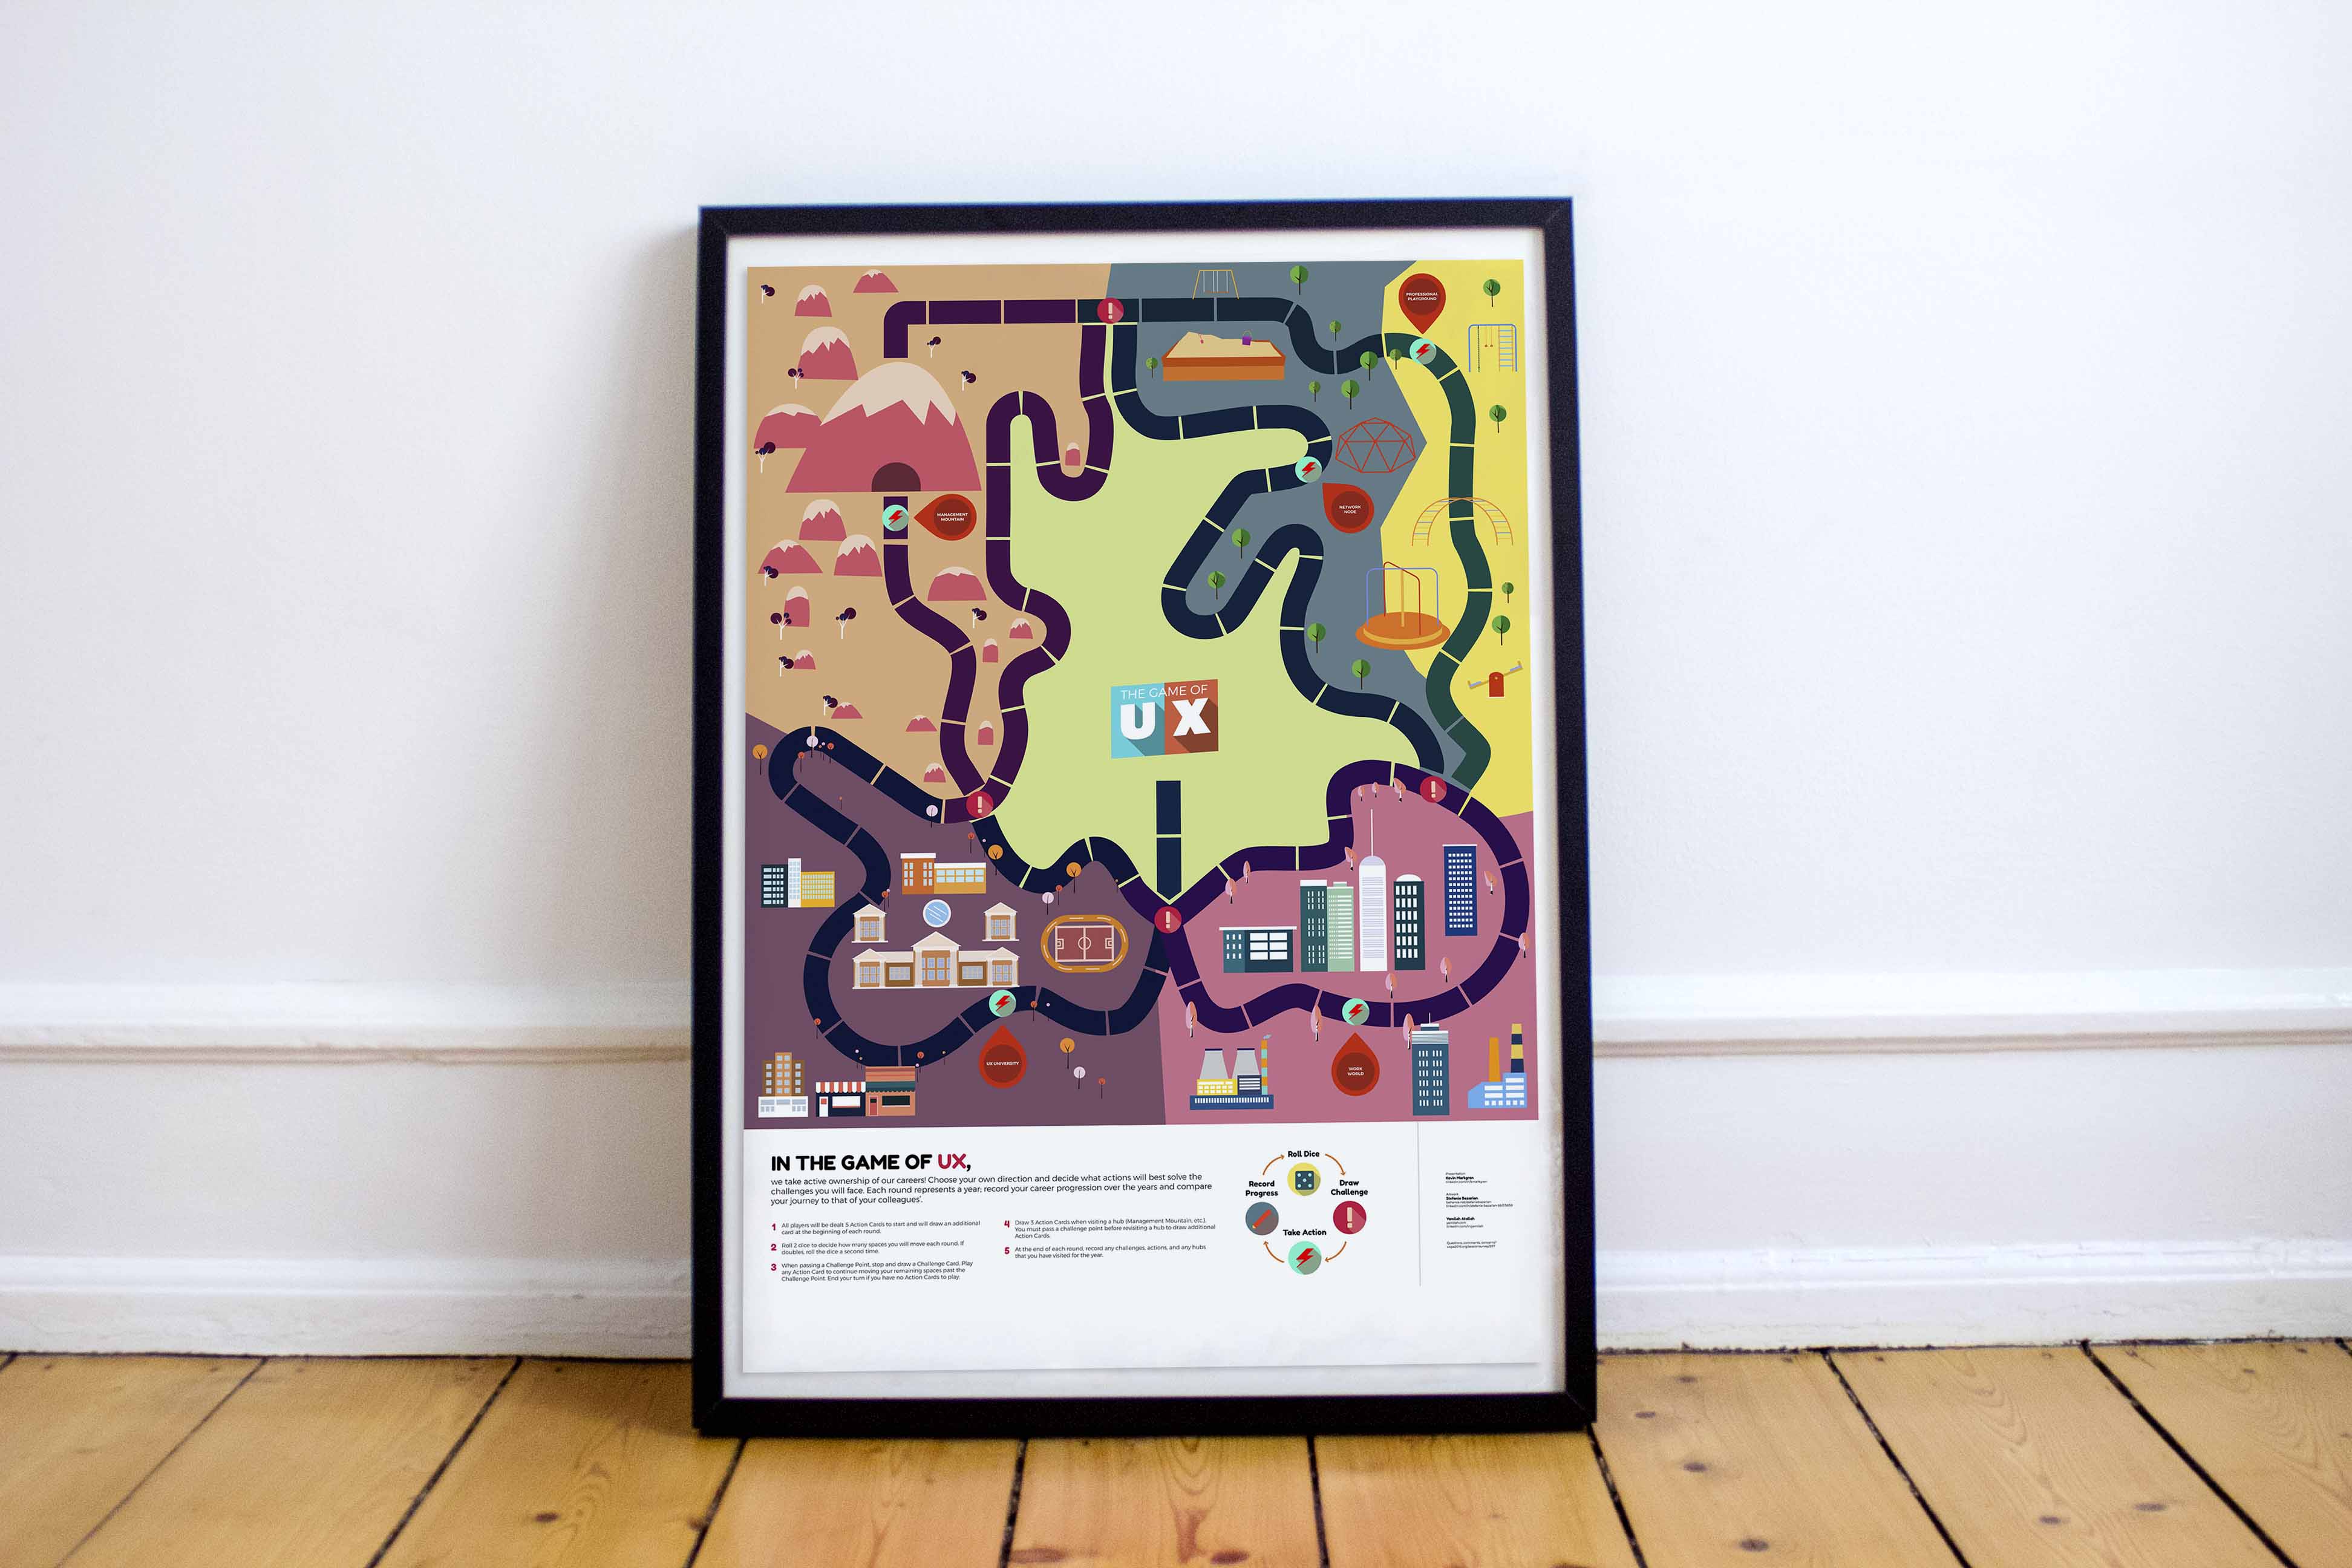 PROFESSIONAL
PLAYGROUND
MANAGEMENT
MOUNTAIN
NETWORK
NODE
THE GAME OF
UX
UX UNIVERSITY
WORK
WORLD
IN THE GAME OF UX,
we take active ownership of our careers! Choose your own direction and decide what actions will best solve the
challenges you will face. Each round represents a year; record your career progression over the years and compare
your journey to that of your colleagues'.
1 All players will be dealt 5 Action Cards to start and will draw an additional
card at the beginning of each round.
2 Roll 2 dice to decide how many spaces you will move each round. If
doubles, roll the dice a second time.
3 When passing a Challenge Point, stop and draw a Challenge Card. Play
any Action Card to continue moving your remaining spaces past the
Challenge Point. End your turn if you have no Action Cards to play.
4 Draw 3 Action Cards when visiting a hub (Management Mountain, etc.).
You must pass a challenge point before revisiting a hub to draw additional
Action Cards.
5 At the end of each round, record any challenges, actions, and any hubs
that you have visited for the year.
Roll Dice
Draw
Challenge
Take Action
Record
Progress
Presentation
Kevin Markgren
Artwork
Stefanie Bazarian